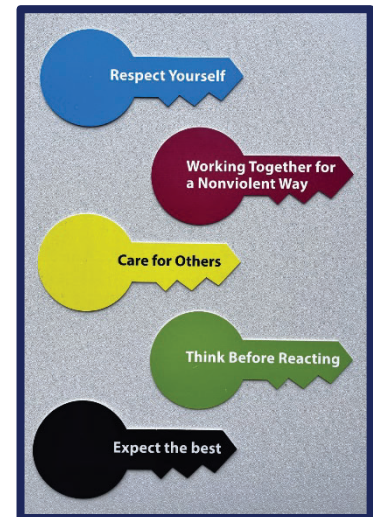 Respect Yourself
Working Together for
a Nonviolent Way
Care for Others
Think Before Reacting
Expect the best